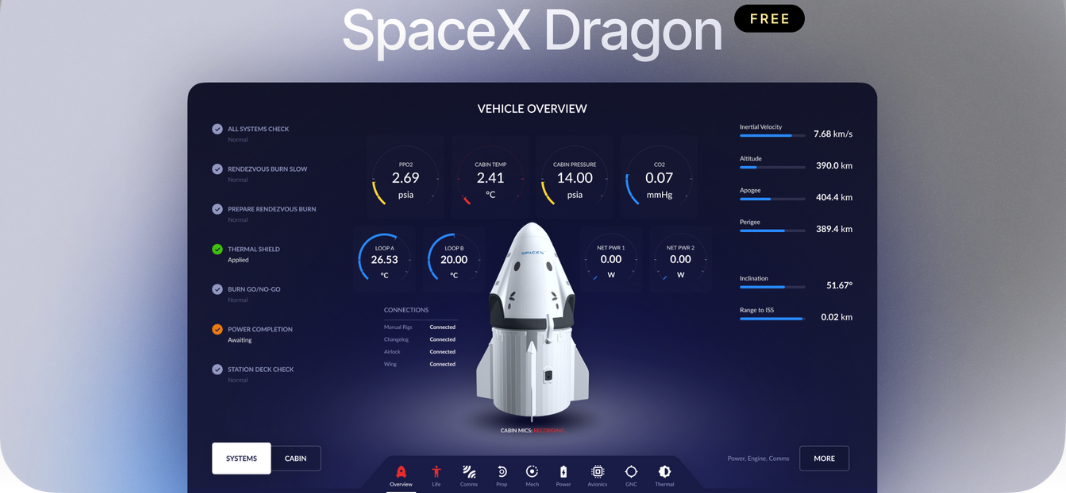 SpaceX Dragon
FREE
VEHICLE OVERVIEW
ALL SYSTEMS CHECK
Normal
RENDEZVOUS BURN SLOW
Normal
PREPARE RENDEZVOUS BURN
Normal
THERMAL SHIELD
Applied
BURN GO/NO-GO
Normal
POWER COMPLETION
Awaiting
STATION DECK CHECK
Normal
PPO2
2.69
psia
CABIN TEMP
2.41
°C
CABIN PRESSURE
14.00
psia
CO2
0.07
mmHg
LOOP A
26.53
°C
LOOP B
20.00
°C
NET PWR 1
0.00
W
NET PWR 2
0.00
W
CONNECTIONS
Manual Rigs Connected
Changelog Connected
Airlock Connected
Wing Connected
SPACEX
CABIN MICS:
Inertial Velocity
7.68 km/s
Altitude
390.0 km
Apogee
404.4 km
Perigee
389.4 km
Inclination
51.67°
Range to ISS
0.02 km
SYSTEMS
CABIN
Overview
Life
Comms
Prop
Mech
Power
Avionics
GNC
Thermal
Power, Engine, Comms
MORE